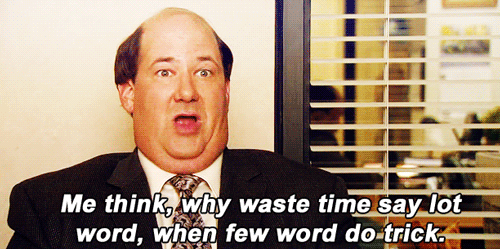 Me think, why waste time say lot
word, when few word do trick.